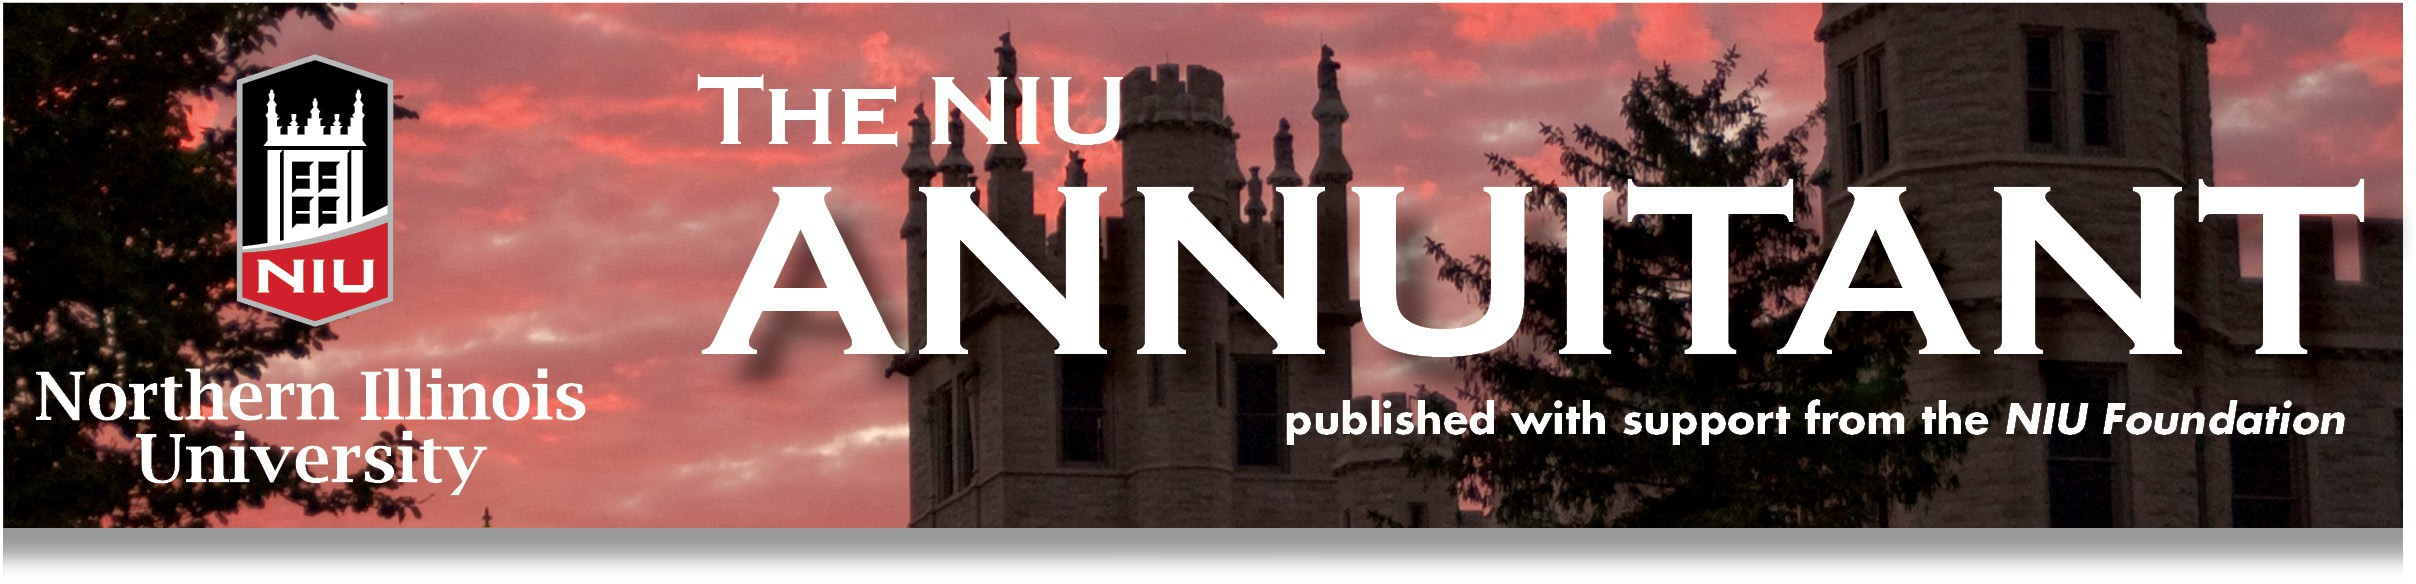 NIU
Northern Illinois
University
THE NIU
ANNUITANT
published with support from the NIU Foundation